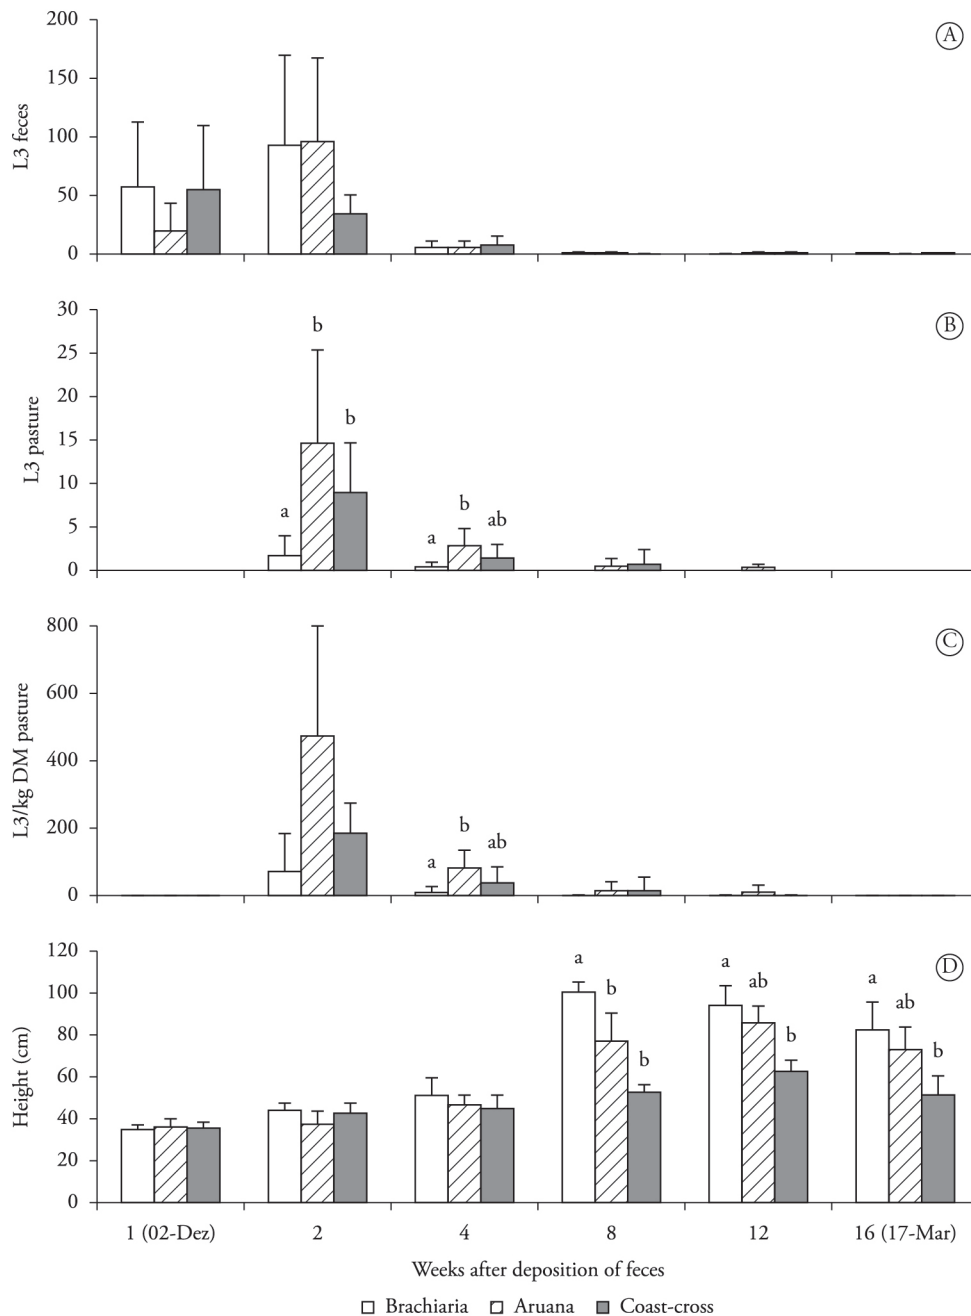 200
150
100
50
0
L3 feces
A
30
25
20
15
10
5
0
L3 pasture
B
a
b
b
a
b
ab
800
600
400
200
0
L3/kg DM pasture
C
a
b
ab
120
100
80
60
40
20
0
Height (cm)
D
a
b
b
a
ab
b
a
ab
b
1 (02-Dez) 2 4 8 12 16 (17-Mar)
Weeks after deposition of feces
Brachiaria Aruana Coast-cross